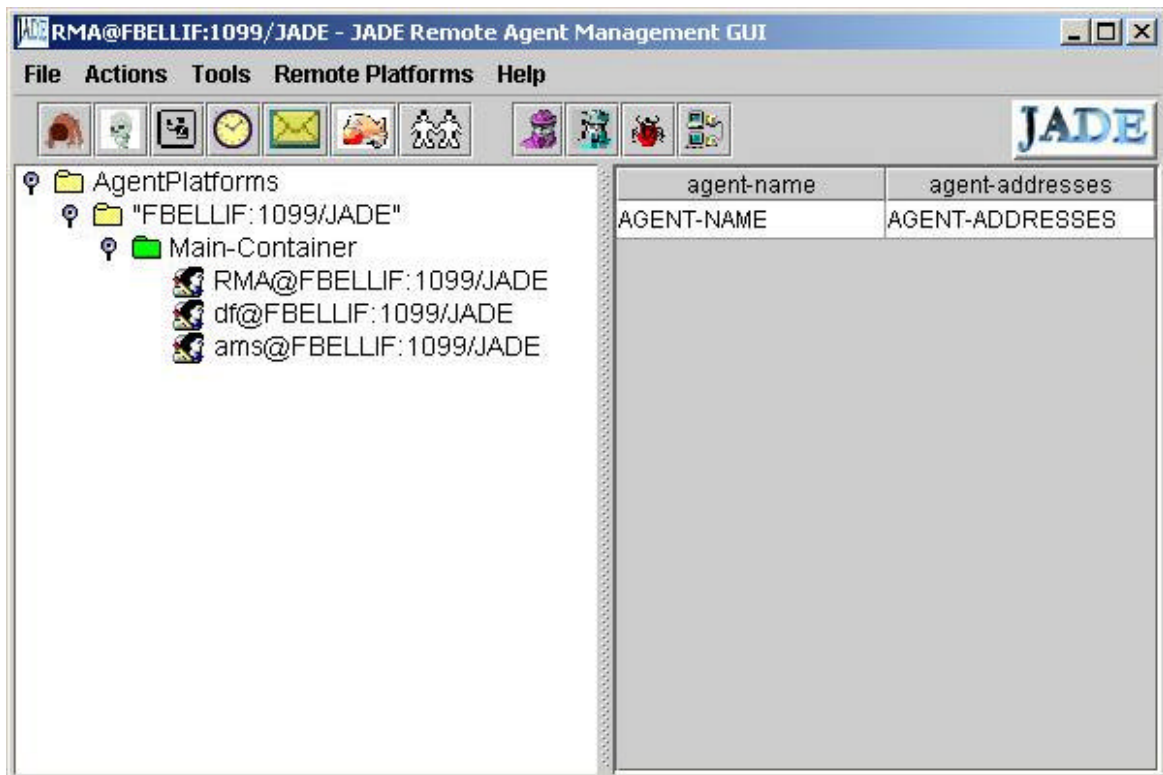 RMA@FBELLIF:1099/JADE - JADE Remote Agent Management GUI
File Actions Tools Remote Platforms Help
JADE
AgentPlatforms
"FBELLIF:1099/JADE"
Main-Container
RMA@FBELLIF:1099/JADE
df@FBELLIF:1099/JADE
ams@FBELLIF:1099/JADE
agent-name agent-addresses
AGENT-NAME AGENT-ADDRESSES